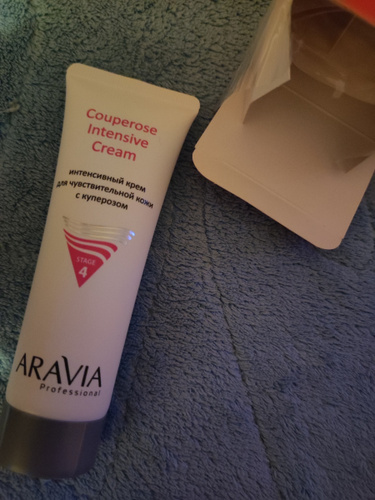 Couperose
Intensive
Cream
интенсивный крем
для чувствительной кожи
с куперозом
STAGE
4
ARAVIA
Professional